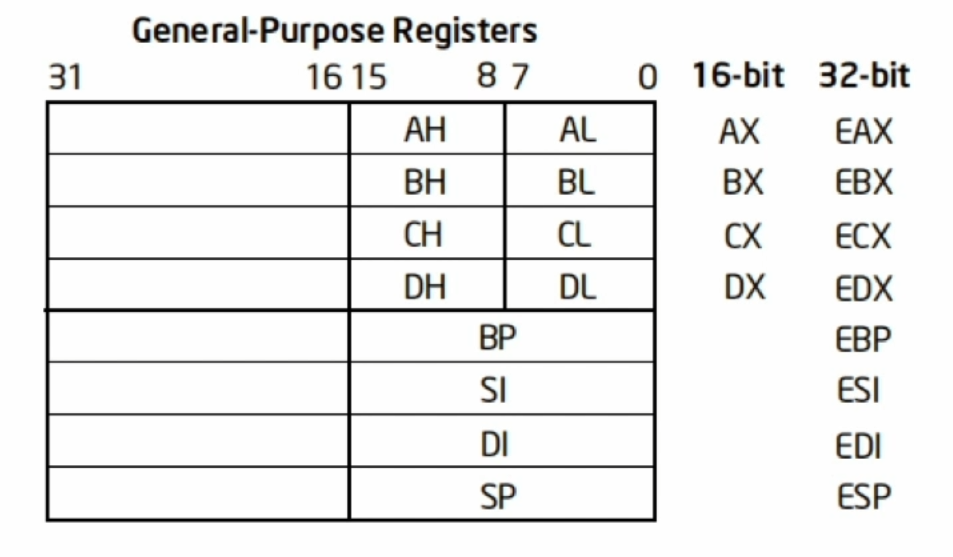 General-Purpose Registers
31 16 15 8 7 0 16-bit 32-bit
AH AL AX EAX
BH BL BX EBX
CH CL CX ECX
DH DL DX EDX
BP EBP
SI ESI
DI EDI
SP ESP